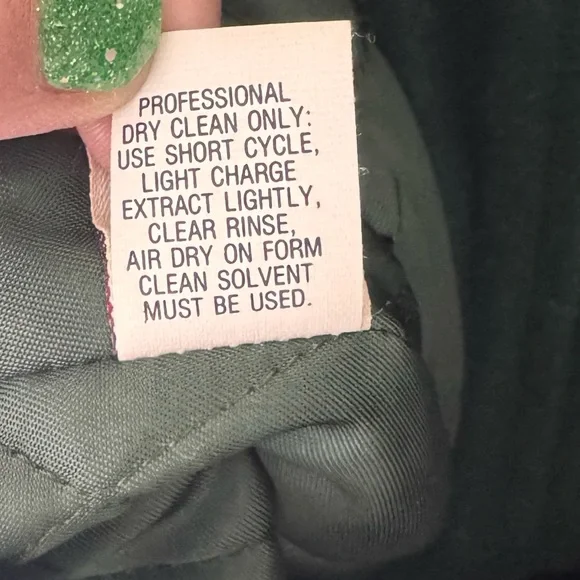 PROFESSIONAL
DRY CLEAN ONLY:
USE SHORT CYCLE,
LIGHT CHARGE
EXTRACT LIGHTLY,
CLEAR RINSE,
AIR DRY ON FORM
CLEAN SOLVENT
MUST BE USED.